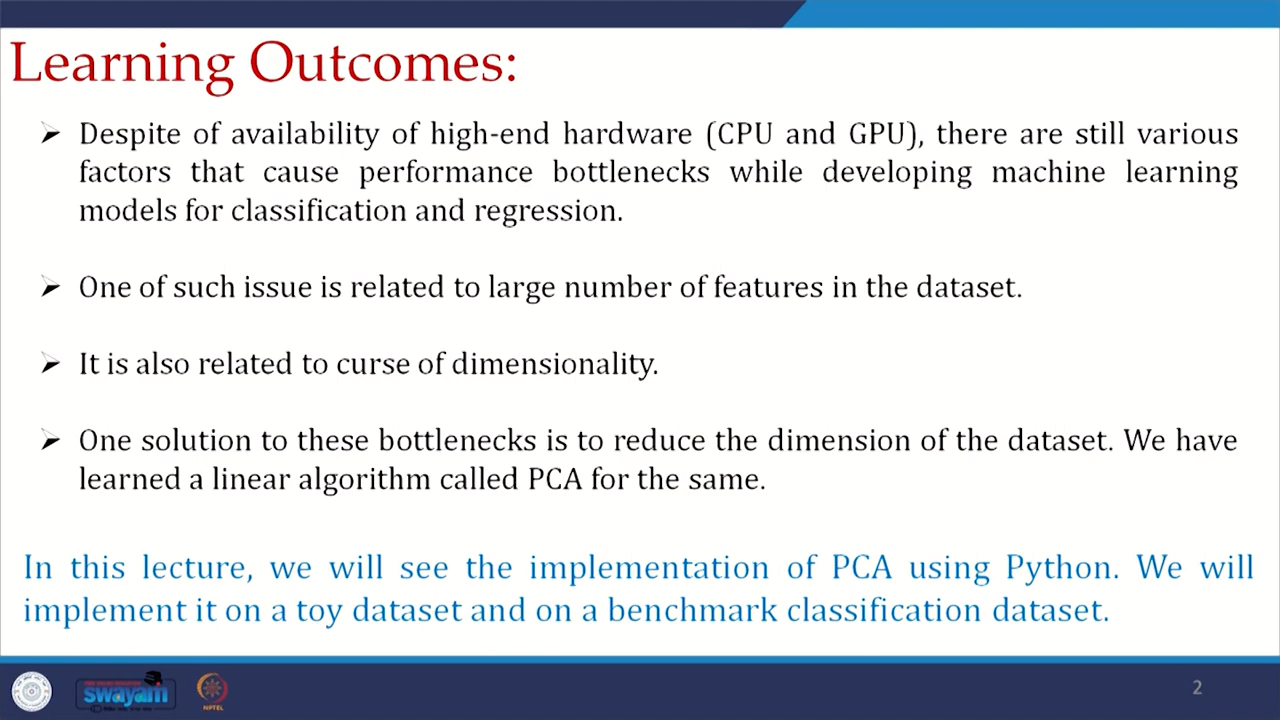 Learning Outcomes:
➢ Despite of availability of high-end hardware (CPU and GPU), there are still various
factors that cause performance bottlenecks while developing machine learning
models for classification and regression.
➢ One of such issue is related to large number of features in the dataset.
➢ It is also related to curse of dimensionality.
➢ One solution to these bottlenecks is to reduce the dimension of the dataset. We have
learned a linear algorithm called PCA for the same.
In this lecture, we will see the implementation of PCA using Python. We will
implement it on a toy dataset and on a benchmark classification dataset.
swayam
NPTEL
2